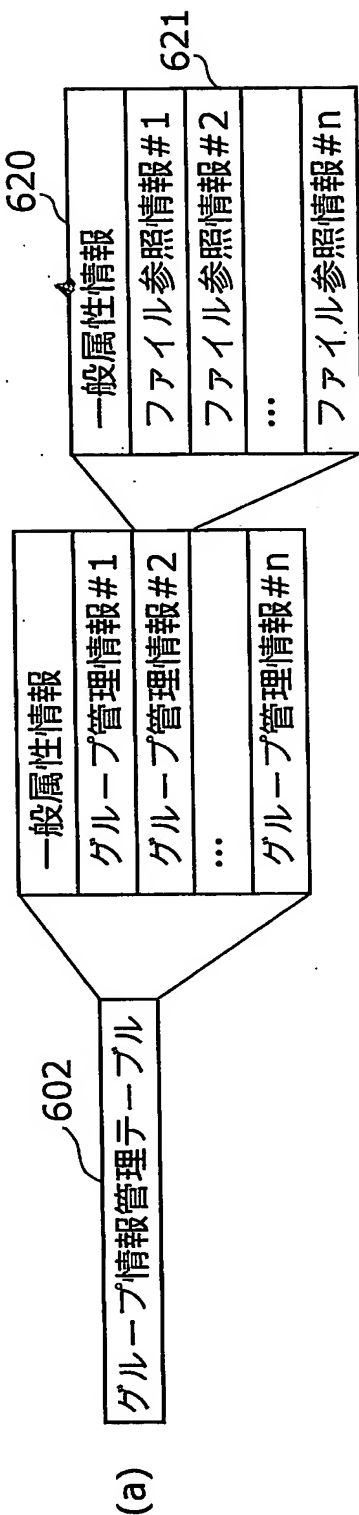 (a)
602
グループ情報管理テーブル
一般属性情報
グループ管理情報#1
グループ管理情報#2
...
グループ管理情報#n
620
一般属性情報
ファイル参照情報#1
ファイル参照情報#2
...
ファイル参照情報#n
621